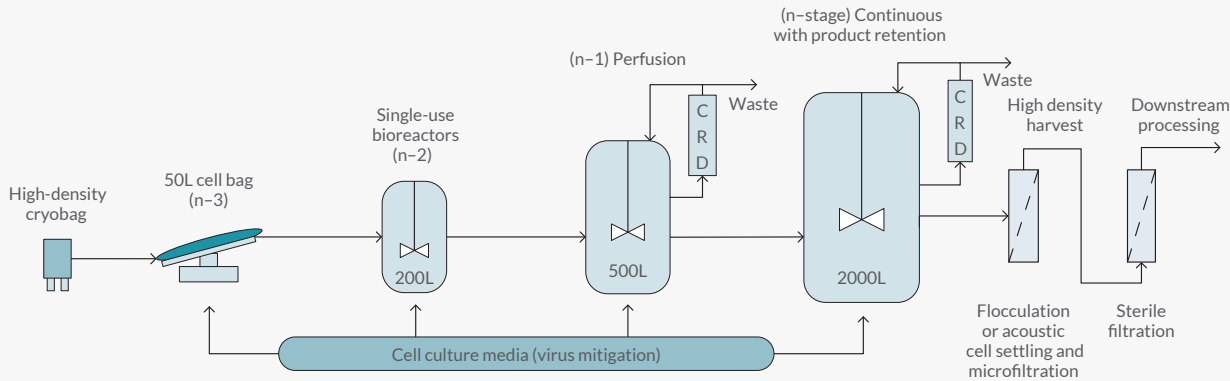 High-density
cryobag
50L cell bag
(n–3)
Single-use
bioreactors
(n–2)
200L
(n–1) Perfusion
Waste
C
R
D
500L
(n–stage) Continuous
with product retention
Waste
C
R
D
2000L
High density
harvest
Downstream
processing
Flocculation
or acoustic
cell settling and
microfiltration
Sterile
filtration
Cell culture media (virus mitigation)